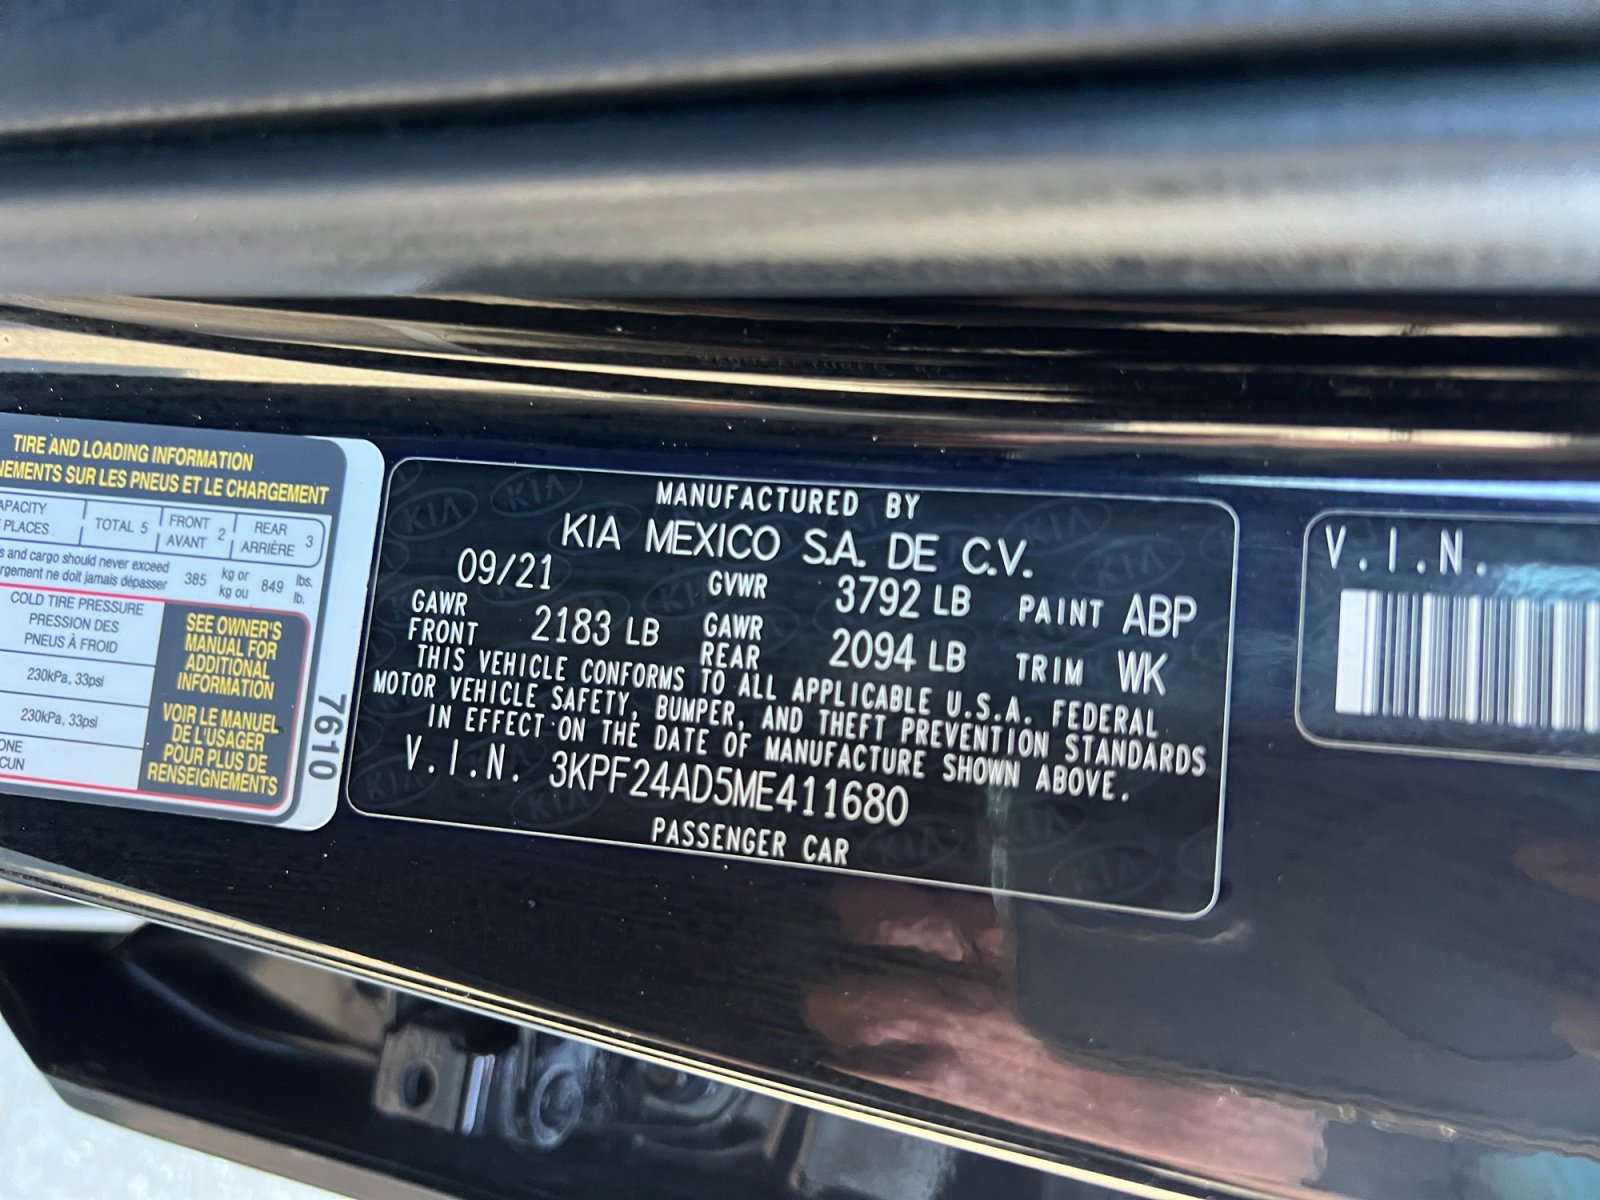 TIRE AND LOADING INFORMATION
NEMENTS SUR LES PNEUS ET LE CHARGEMENT
APACITY
PLACES
TOTAL 5
FRONT
AVANT
2
REAR
ARRIÈRE
3
s and cargo should never exceed
rgement ne doit jamais dépasser
385
kg or
kg ou
849
lbs.
lb.
COLD TIRE PRESSURE
PRESSION DES
PNEUS À FROID
230kPa, 33psi
230kPa, 33psi
ONE
CUN
SEE OWNER'S
MANUAL FOR
ADDITIONAL
INFORMATION
VOIR LE MANUEL
DE L'USAGER
POUR PLUS DE
RENSEIGNEMENTS
7610
MANUFACTURED BY
KIA MEXICO S.A. DE C.V.
09/21
GVWR 3792 LB PAINT ABP
GAWR
FRONT 2183 LB
GAWR
REAR 2094 LB TRIM WK
THIS VEHICLE CONFORMS TO ALL APPLICABLE U.S.A. FEDERAL
MOTOR VEHICLE SAFETY, BUMPER, AND THEFT PREVENTION STANDARDS
IN EFFECT ON THE DATE OF MANUFACTURE SHOWN ABOVE.
V.I.N. 3KPF24AD5ME411680
PASSENGER CAR
V.I.N.